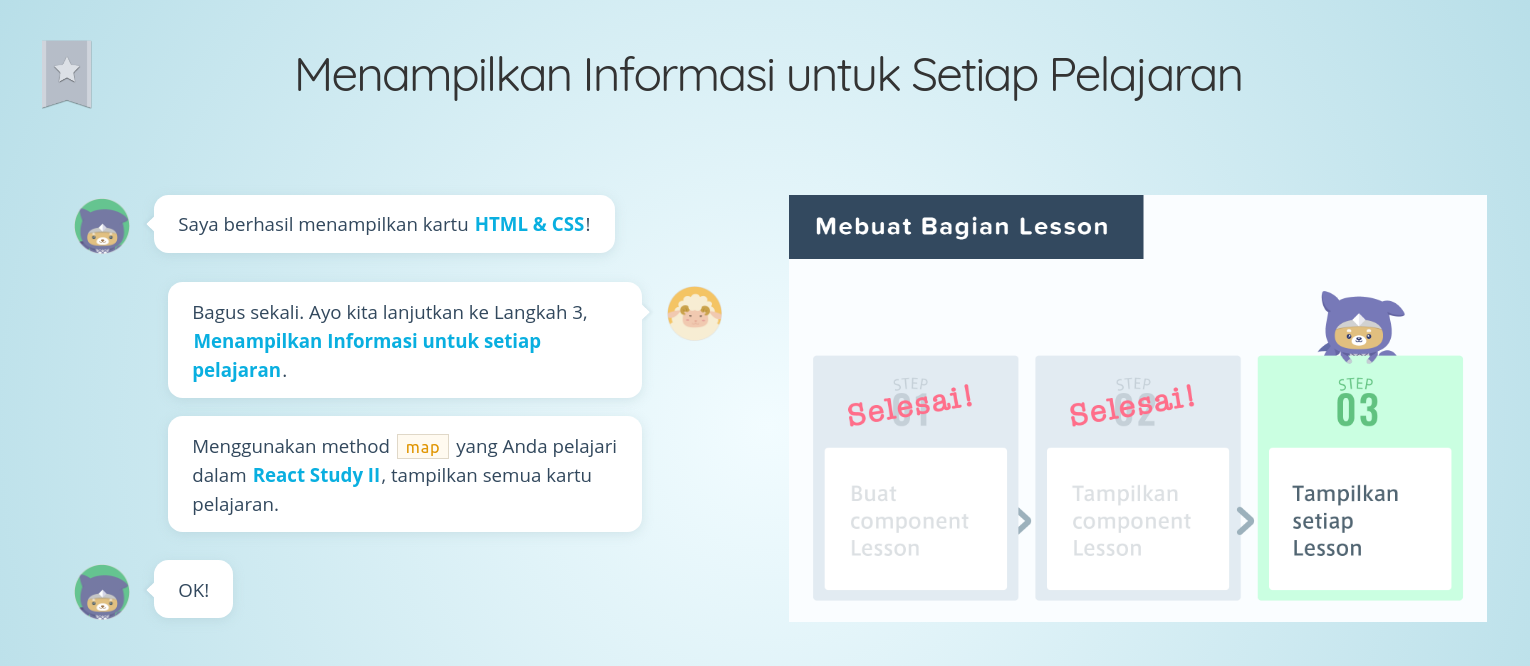 Menampilkan Informasi untuk Setiap Pelajaran
Saya berhasil menampilkan kartu HTML & CSS!
Bagus sekali. Ayo kita lanjutkan ke Langkah 3,
Menampilkan Informasi untuk setiap
pelajaran.
Menggunakan method map yang Anda pelajari
dalam React Study II, tampilkan semua kartu
pelajaran.
OK!
Mebuat Bagian Lesson
STEP
01
Selesai!
Buat
component
Lesson
STEP
02
Selesai!
Tampilkan
component
Lesson
STEP
03
Tampilkan
setiap
Lesson